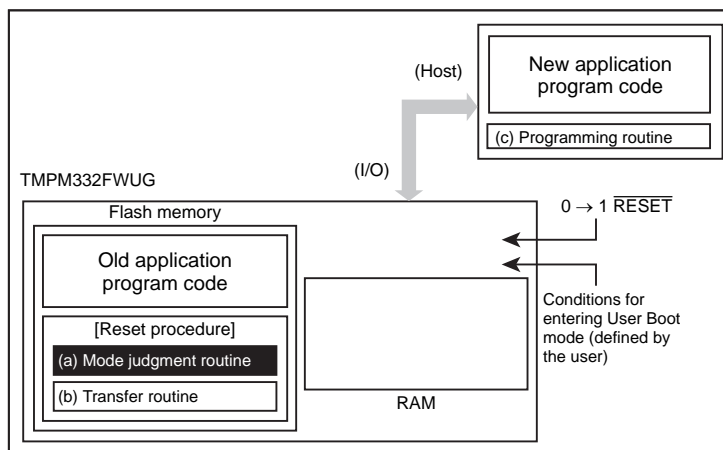 (Host)
New application
program code
(c) Programming routine
(I/O)
TMPM332FWUG
Flash memory
0 → 1 RESET
Old application
program code
[Reset procedure]
(a) Mode judgment routine
(b) Transfer routine
RAM
Conditions for
entering User Boot
mode (defined by
the user)